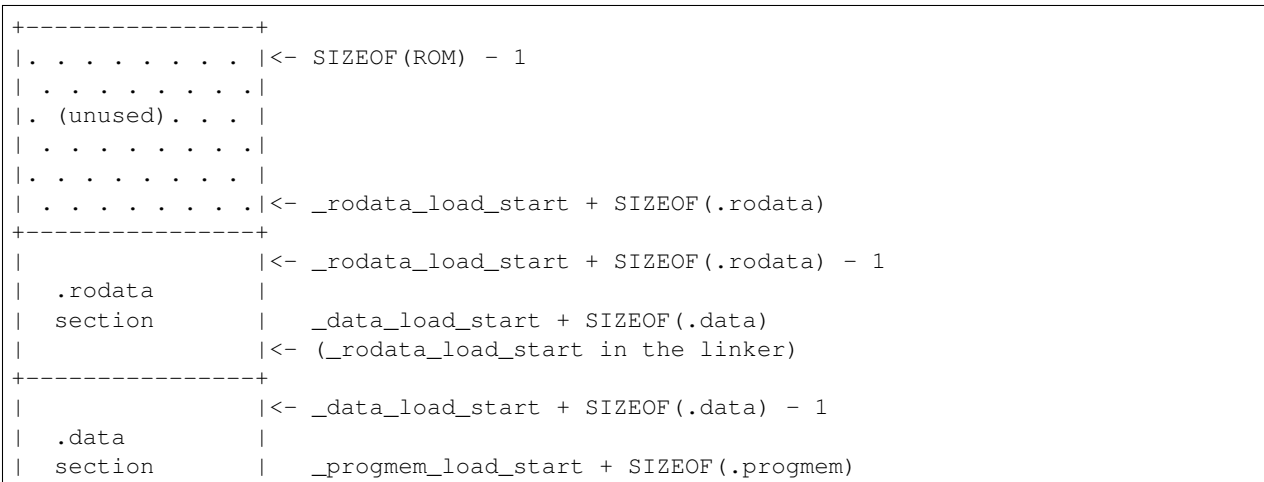 +----------------+
|. . . . . . . . |<- SIZEOF(ROM) - 1
| . . . . . . . .|
|. (unused). . . |
| . . . . . . . .|
|. . . . . . . . |
| . . . . . . . .|<- _rodata_load_start + SIZEOF(.rodata)
+----------------+
|                |<- _rodata_load_start + SIZEOF(.rodata) - 1
|  .rodata       |
|  section       |   _data_load_start + SIZEOF(.data)
|                |<- (_rodata_load_start in the linker)
+----------------+
|                |<- _data_load_start + SIZEOF(.data) - 1
|  .data         |
|  section       |   _progmem_load_start + SIZEOF(.progmem)